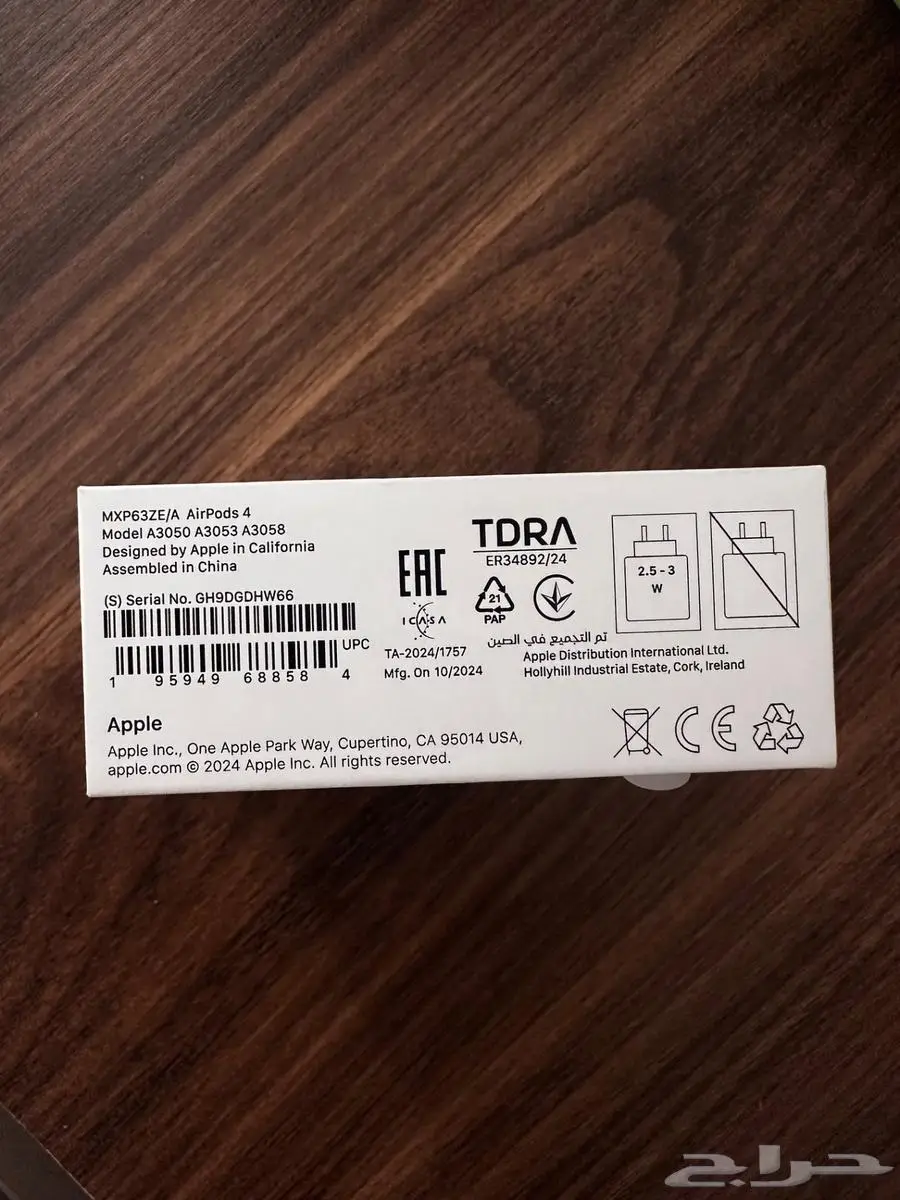 MXP63ZE/A AirPods 4
Model A3050 A3053 A3058
Designed by Apple in California
Assembled in China
(S) Serial No. GH9DGDHW66
UPC
1 95949 68858 4
EAC
ICASA
TA-2024/1757
Mfg. On 10/2024
TDRA
ER34892/24
21
PAP
2.5 - 3
W
تم التجميع في الصين
Apple Distribution International Ltd.
Hollyhill Industrial Estate, Cork, Ireland
Apple
Apple Inc., One Apple Park Way, Cupertino, CA 95014 USA,
apple.com © 2024 Apple Inc. All rights reserved.
CE
حراج